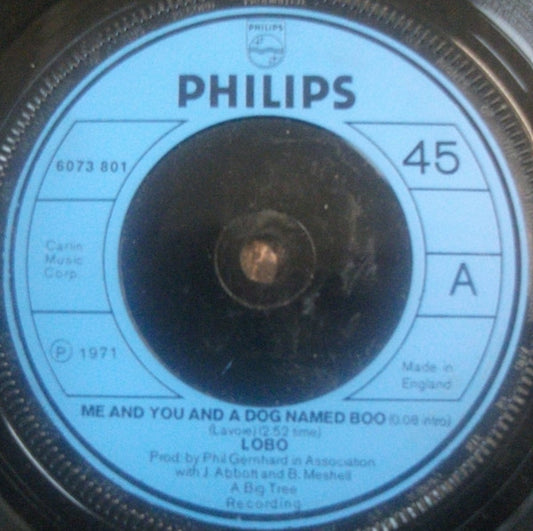 PHILIPS
PHILIPS
6073 801
45
Carlin
Music
Corp.
A
Ⓟ 1971
Made in
England
ME AND YOU AND A DOG NAMED BOO (0.08 intro)
(Lavoie) (2.52 time)
LOBO
Prod. by Phil Gernhard in Association
with J. Abbott and B. Meshell
A Big Tree
Recording